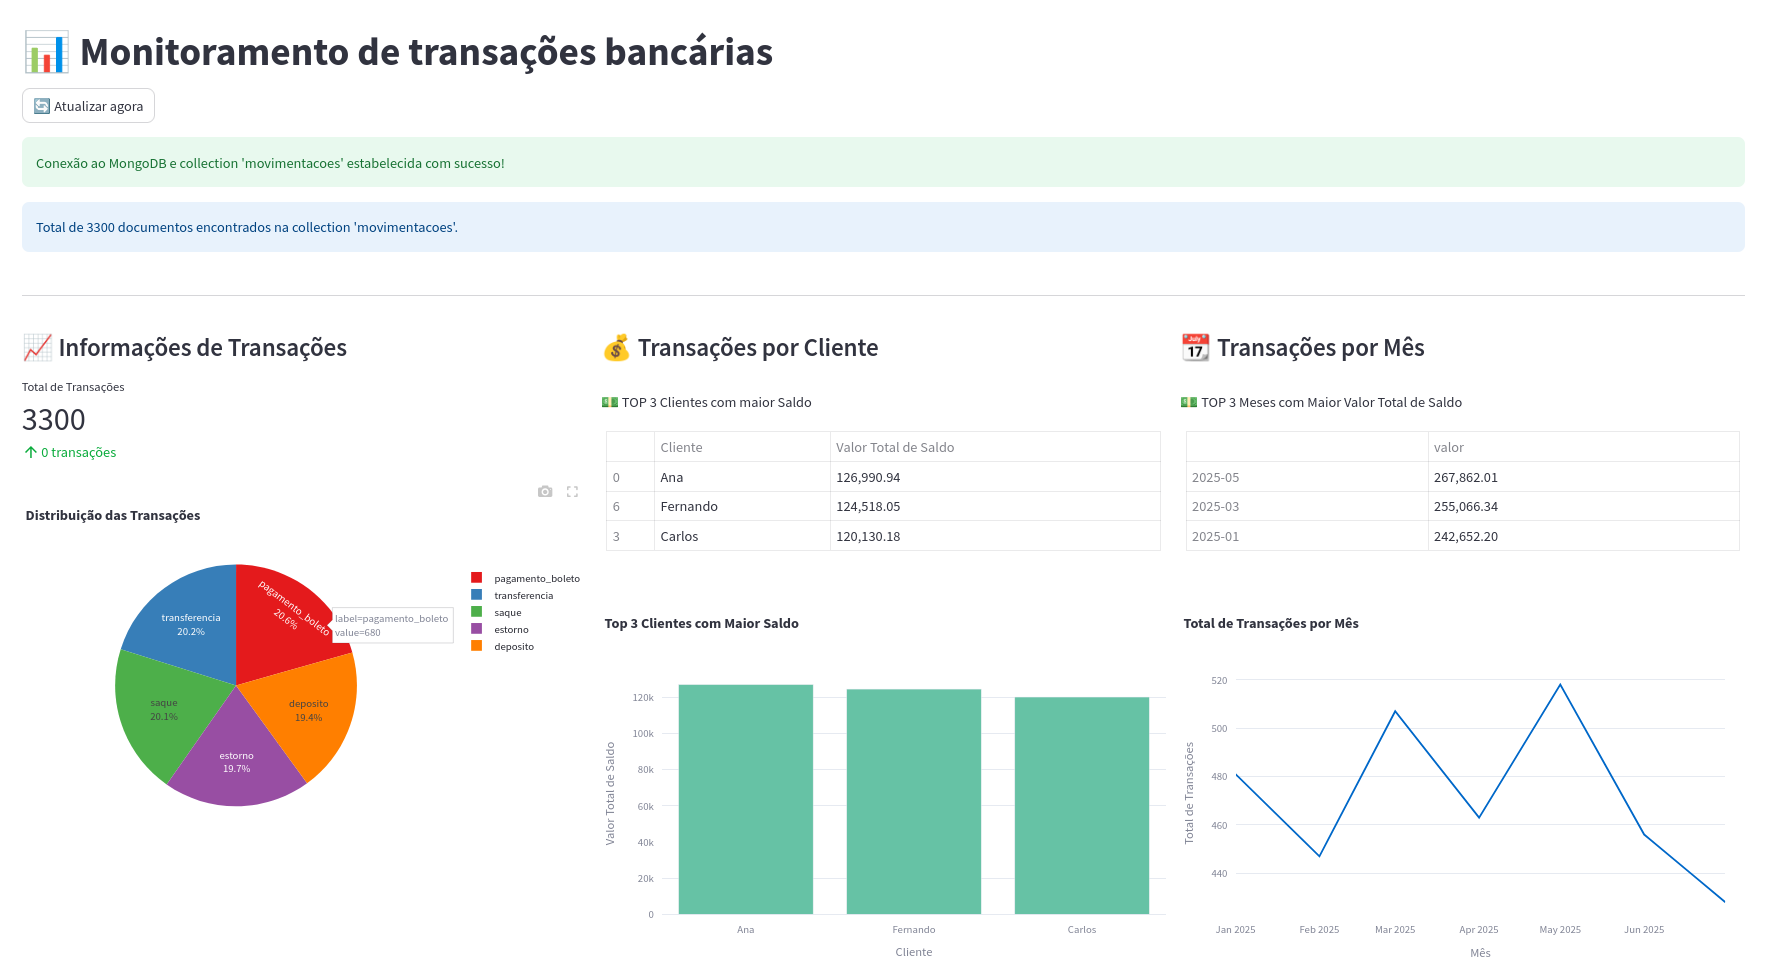 📊 Monitoramento de transações bancárias
🔄 Atualizar agora
Conexão ao MongoDB e collection 'movimentacoes' estabelecida com sucesso!
Total de 3300 documentos encontrados na collection 'movimentacoes'.
📈 Informações de Transações
Total de Transações
3300
↑ 0 transações
Distribuição das Transações
pagamento_boleto
20.6%
transferencia
20.2%
saque
20.1%
estorno
19.7%
deposito
19.4%
label=pagamento_boleto
value=680
pagamento_boleto
transferencia
saque
estorno
deposito
💰 Transações por Cliente
💵 TOP 3 Clientes com maior Saldo
Cliente Valor Total de Saldo
0 Ana 126,990.94
6 Fernando 124,518.05
3 Carlos 120,130.18
Top 3 Clientes com Maior Saldo
Valor Total de Saldo
120k
100k
80k
60k
40k
20k
0
Ana Fernando Carlos
Cliente
📆 Transações por Mês
💵 TOP 3 Meses com Maior Valor Total de Saldo
valor
2025-05 267,862.01
2025-03 255,066.34
2025-01 242,652.20
Total de Transações por Mês
Total de Transações
520
500
480
460
440
Jan 2025 Feb 2025 Mar 2025 Apr 2025 May 2025 Jun 2025
Mês